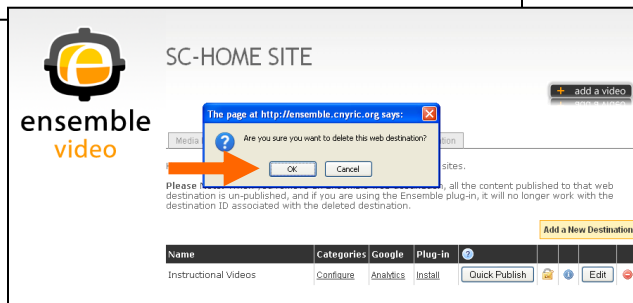 SC-HOME SITE
+ add a video
ensemble
video
The page at http://ensemble.cnyric.org says:
Are you sure you want to delete this web destination?
OK Cancel
Media
sites.
Please
all the content published to that web
destination is un-published, and if you are using the Ensemble plug-in, it will no longer work with the
destination ID associated with the deleted destination.
Add a New Destination
Name Categories Google Plug-in ?
Instructional Videos Configure Analytics Install Quick Publish Edit